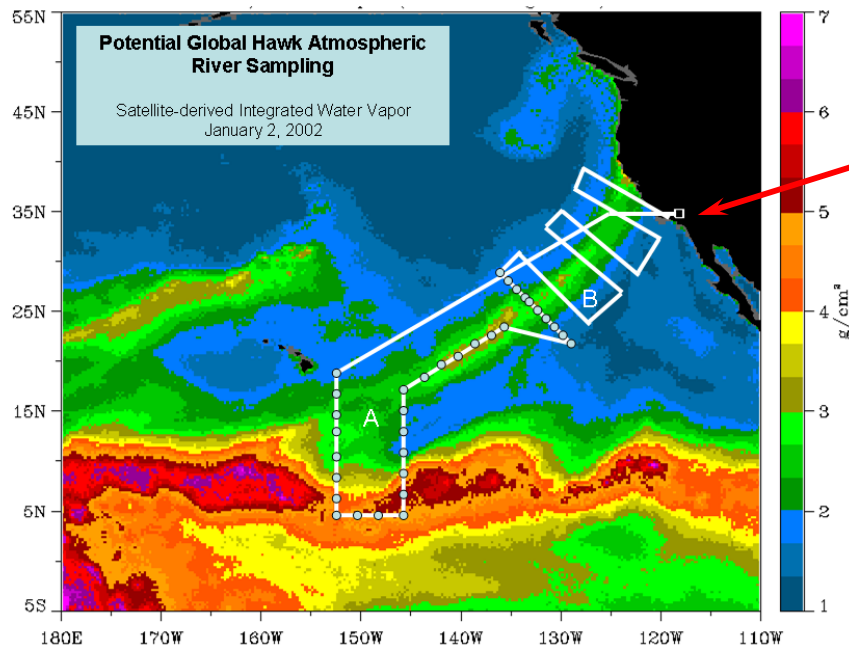 Potential Global Hawk Atmospheric
River Sampling
Satellite-derived Integrated Water Vapor
January 2, 2002
55N
45N
35N
25N
15N
5N
5S
180E
170W
160W
150W
140W
130W
120W
110W
A
B
7
6
5
4
3
2
1
g/cm²